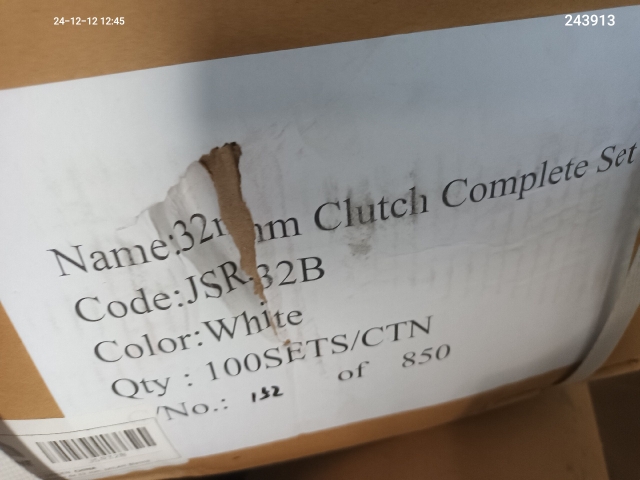 24-12-12 12:45
243913
Name:32mm Clutch Complete Set
Code:JSR-32B
Color:White
Qty : 100SETS/CTN
/No.: 152 of 850